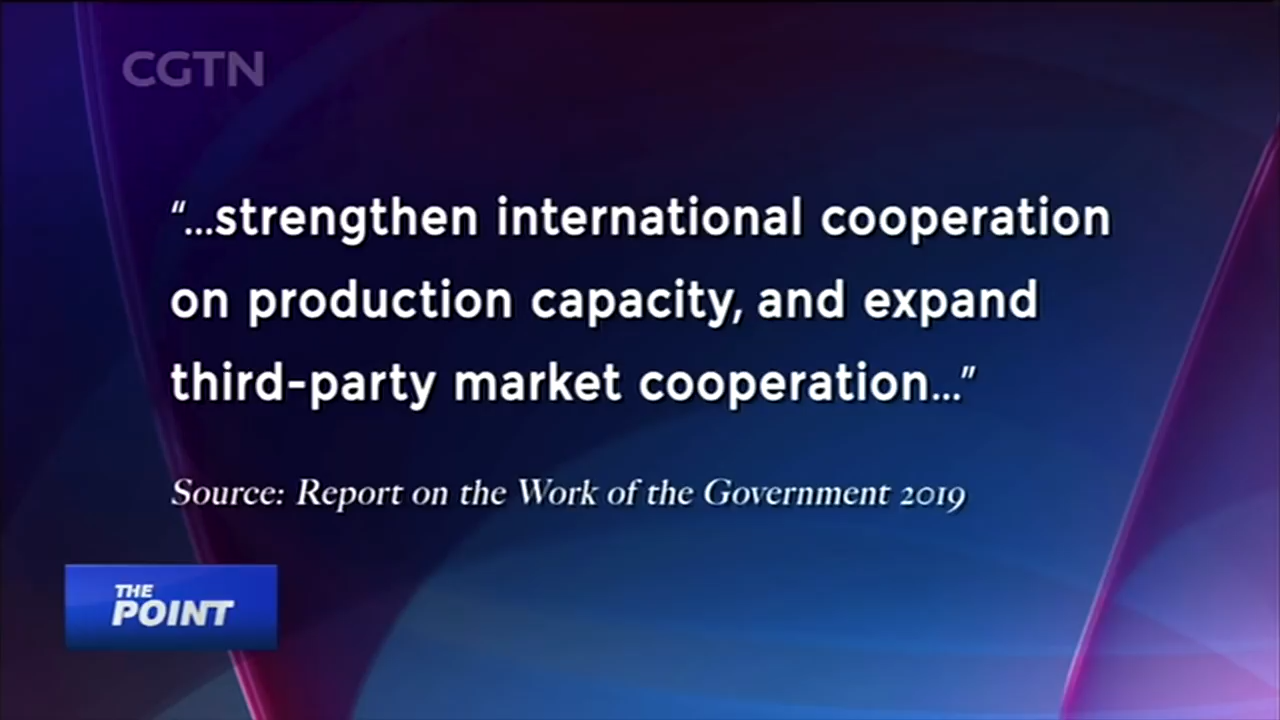 CGTN
“...strengthen international cooperation
on production capacity, and expand
third-party market cooperation...”
Source: Report on the Work of the Government 2019
THE
POINT